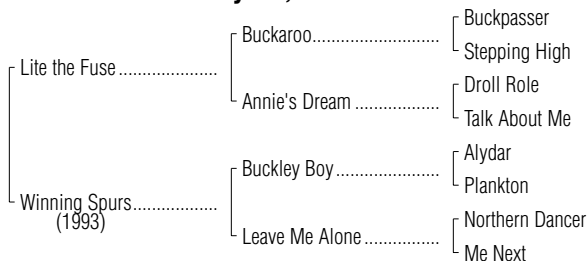 Buckpasser
Buckaroo
Stepping High
Lite the Fuse
Droll Role
Annie's Dream
Talk About Me
Alydar
Buckley Boy
Plankton
Winning Spurs
(1993)
Northern Dancer
Leave Me Alone
Me Next